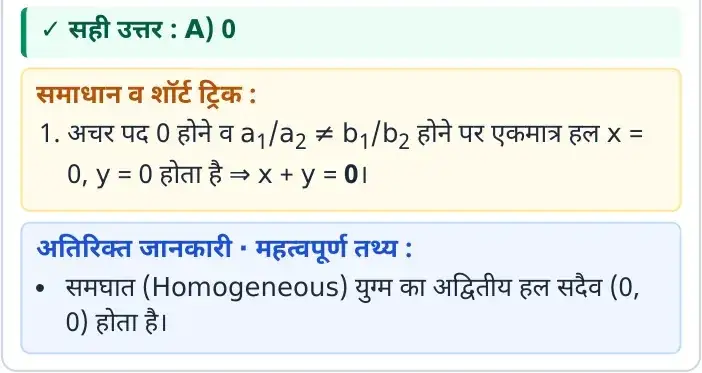 ✓ सही उत्तर : A) 0
समाधान व शॉर्ट ट्रिक :
1. अचर पद 0 होने व a₁/a₂ ≠ b₁/b₂ होने पर एकमात्र हल x =
0, y = 0 होता है ⇒ x + y = 0।
अतिरिक्त जानकारी · महत्वपूर्ण तथ्य :
• समघात (Homogeneous) युग्म का अद्वितीय हल सदैव (0,
0) होता है।